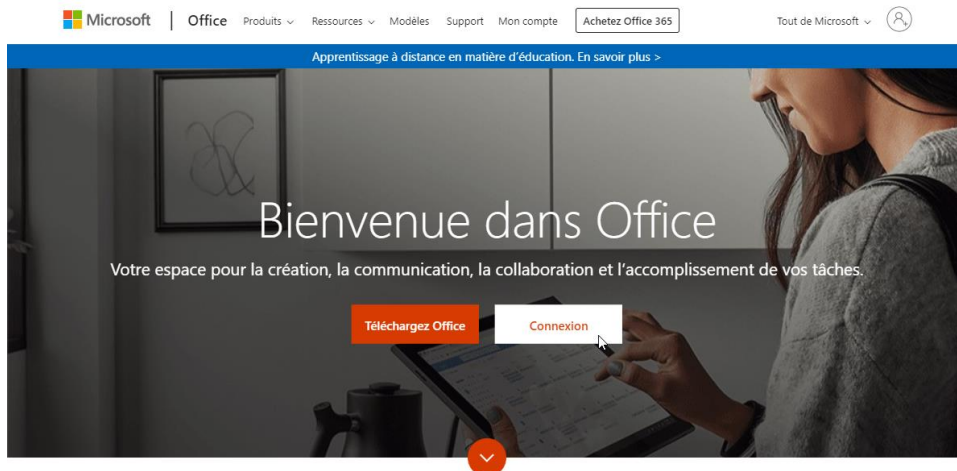 Microsoft Office Produits Ressources Modèles Support Mon compte Achetez Office 365 Tout de Microsoft
Apprentissage à distance en matière d'éducation. En savoir plus >
Bienvenue dans Office
Votre espace pour la création, la communication, la collaboration et l'accomplissement de vos tâches.
Téléchargez Office Connexion